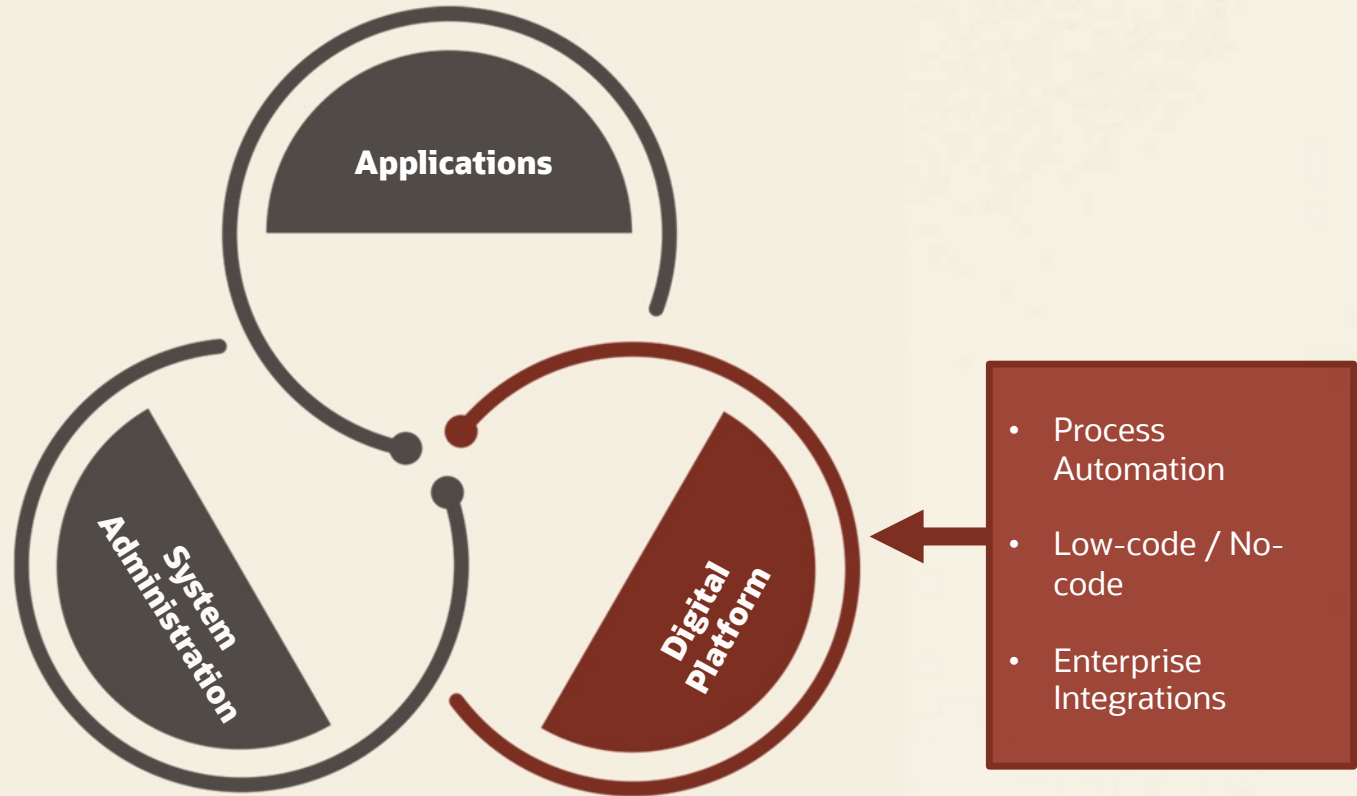 Applications
System
Administration
Digital
Platform
• Process
Automation
• Low-code / No-
code
• Enterprise
Integrations